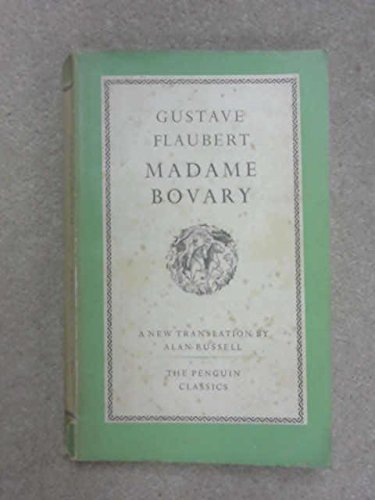 GUSTAVE
FLAUBERT
MADAME
BOVARY
A NEW TRANSLATION BY
ALAN RUSSELL
THE PENGUIN
CLASSICS